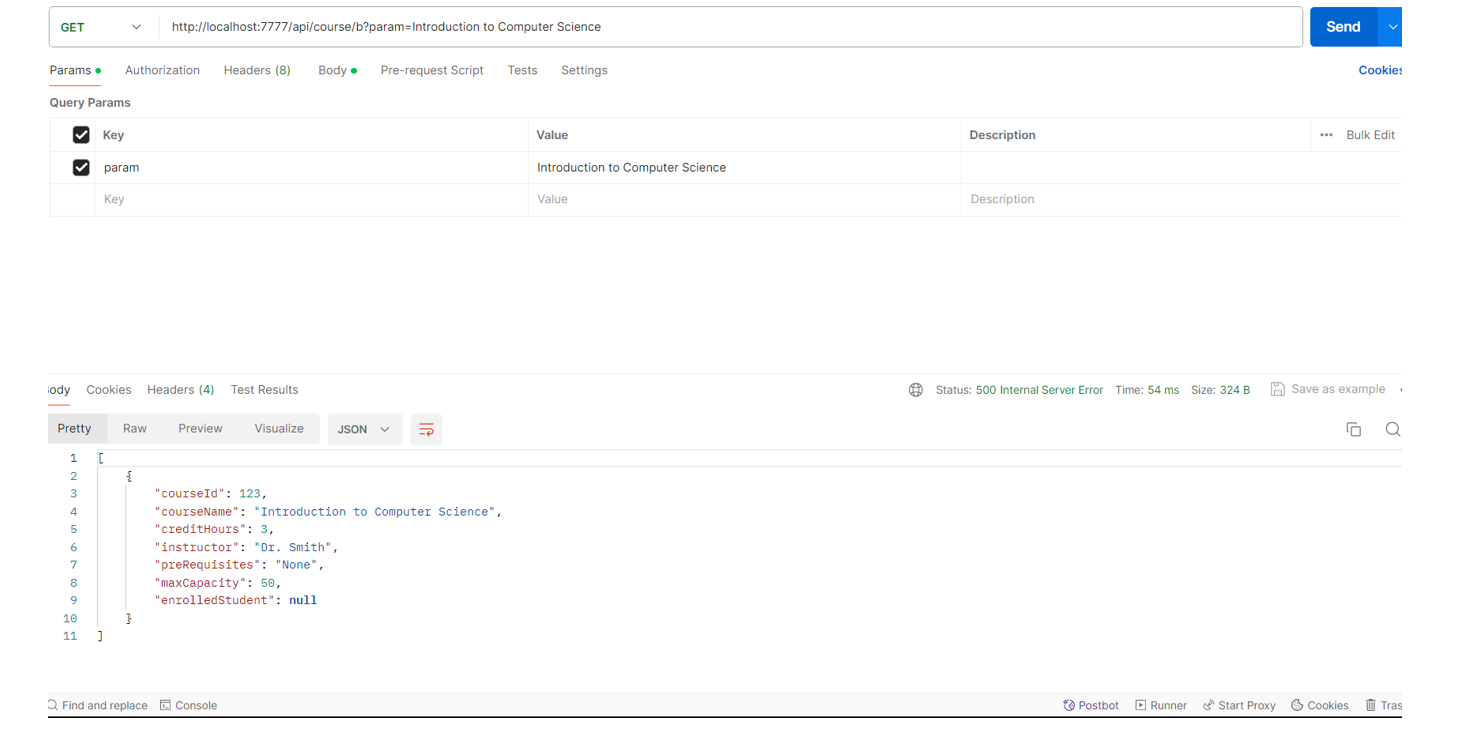 GET http://localhost:7777/api/course/b?param=Introduction to Computer Science Send
Params Authorization Headers (8) Body Pre-request Script Tests Settings Cookies
Query Params
Key Value Description ••• Bulk Edit
param Introduction to Computer Science
Key Value Description
ody Cookies Headers (4) Test Results Status: 500 Internal Server Error Time: 54 ms Size: 324 B Save as example
Pretty Raw Preview Visualize JSON
1 [
2 {
3 "courseId": 123,
4 "courseName": "Introduction to Computer Science",
5 "creditHours": 3,
6 "instructor": "Dr. Smith",
7 "preRequisites": "None",
8 "maxCapacity": 50,
9 "enrolledStudent": null
10 }
11 ]
Find and replace Console Postbot Runner Start Proxy Cookies Tras